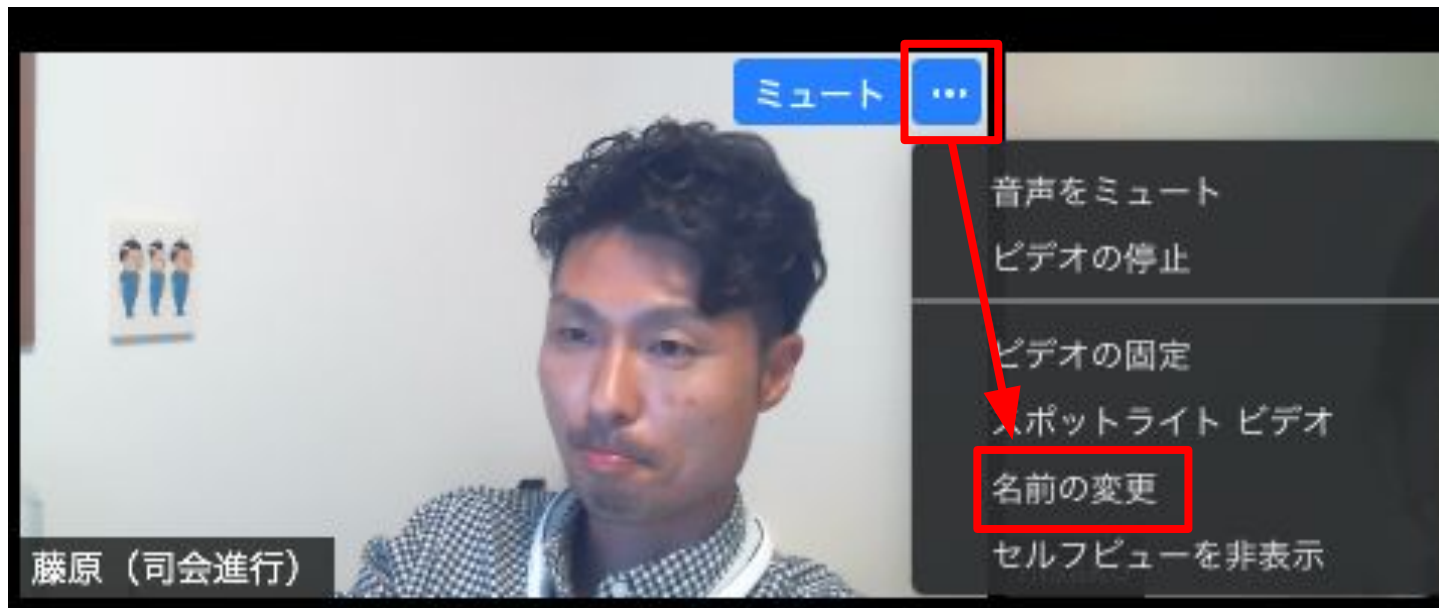 ミュート
音声をミュート
ビデオの停止
ビデオの固定
スポットライト ビデオ
名前の変更
セルフビューを非表示
藤原（司会進行）